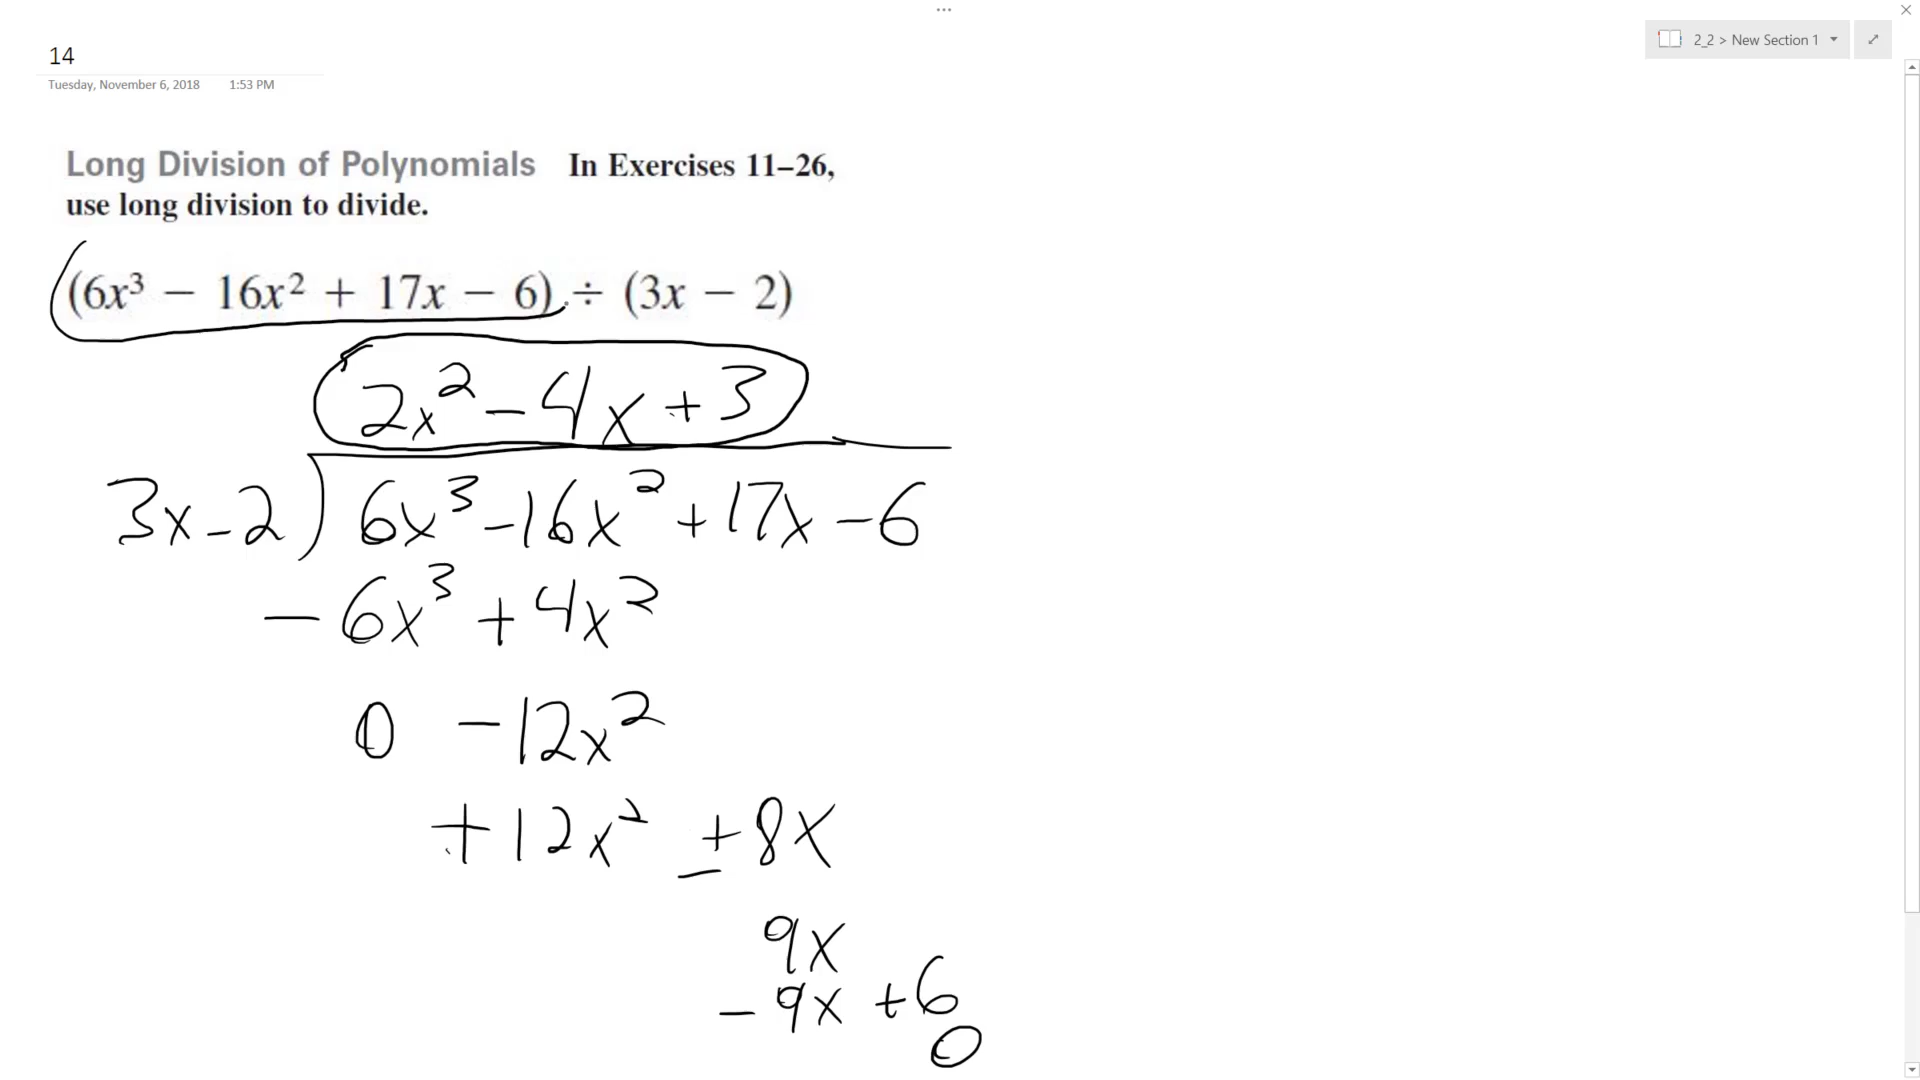 ...
2_2 > New Section 1
14
Tuesday, November 6, 2018 1:53 PM
Long Division of Polynomials In Exercises 11–26,
use long division to divide.
(6x³ − 16x² + 17x − 6) ÷ (3x − 2)
2x² − 4x + 3
3x − 2 ) 6x³ − 16x² + 17x − 6
− 6x³ + 4x²
0 − 12x²
+ 12x² + 8x
9x
− 9x + 6
0